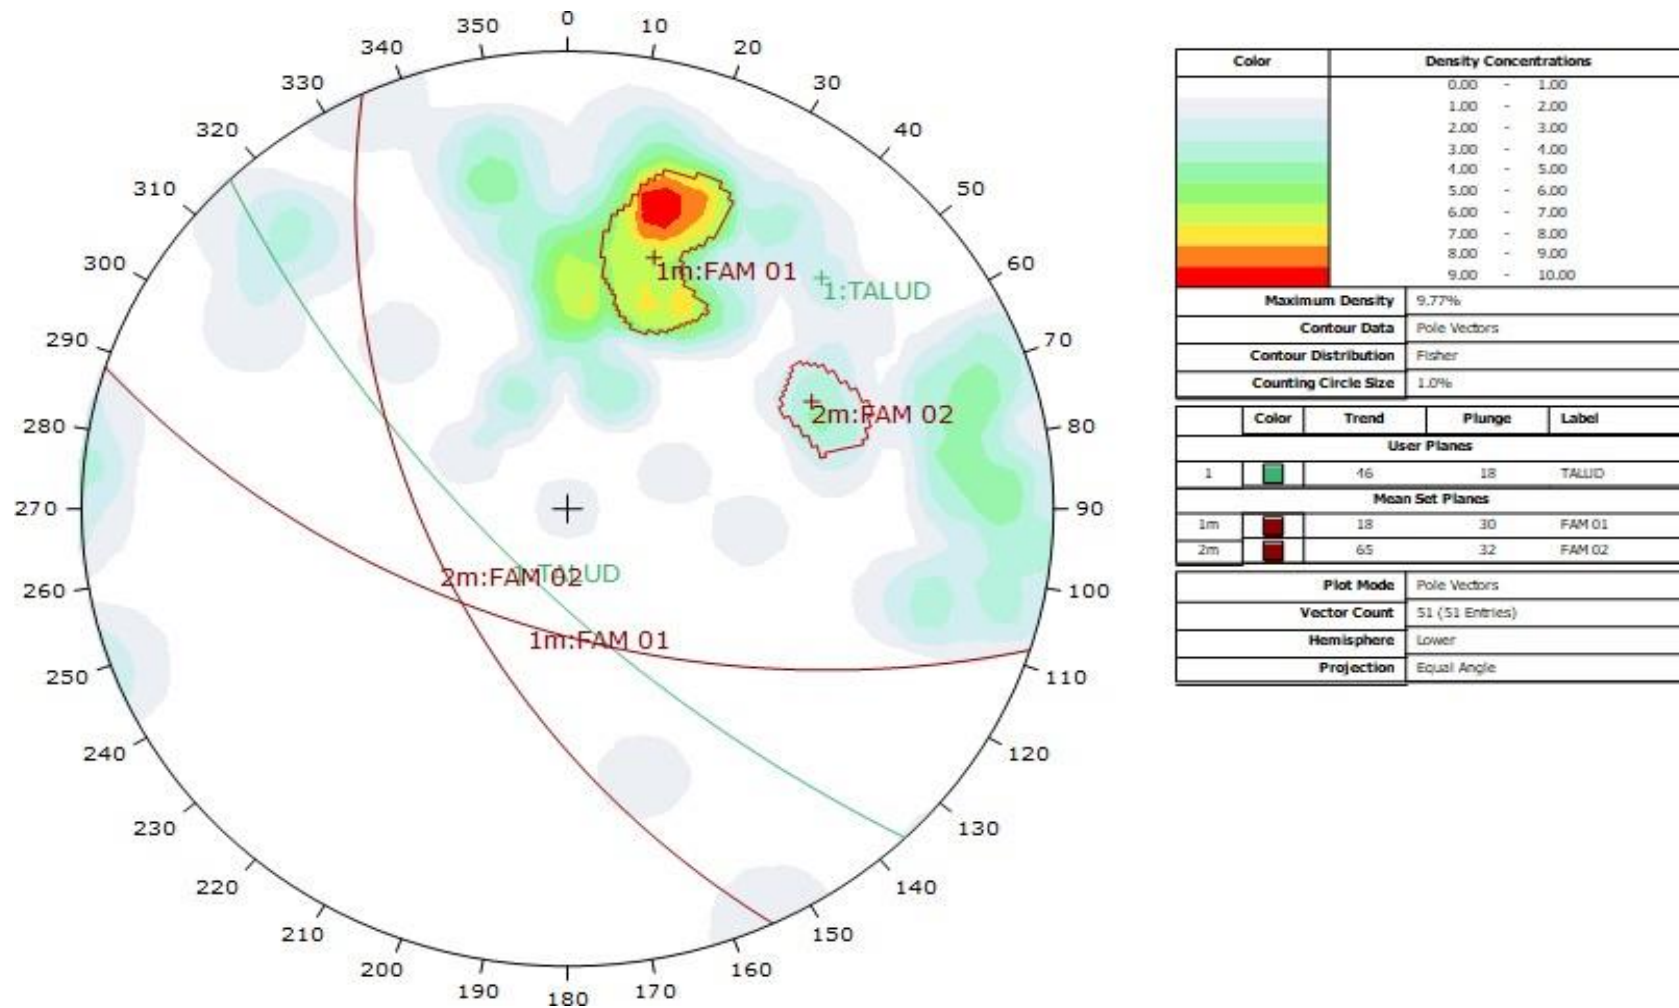 0
10
20
30
40
50
60
70
80
90
100
110
120
130
140
150
160
170
180
190
200
210
220
230
240
250
260
270
280
290
300
310
320
330
340
350
1m:FAM 01
1:TALUD
2m:FAM 02
2m:FAM 02
1:TALUD
1m:FAM 01
Color Density Concentrations
0.00 - 1.00
1.00 - 2.00
2.00 - 3.00
3.00 - 4.00
4.00 - 5.00
5.00 - 6.00
6.00 - 7.00
7.00 - 8.00
8.00 - 9.00
9.00 - 10.00
Maximum Density 9.77%
Contour Data Pole Vectors
Contour Distribution Fisher
Counting Circle Size 1.0%
Color Trend Plunge Label
User Planes
1 46 18 TALUD
Mean Set Planes
1m 18 30 FAM 01
2m 65 32 FAM 02
Plot Mode Pole Vectors
Vector Count 51 (51 Entries)
Hemisphere Lower
Projection Equal Angle